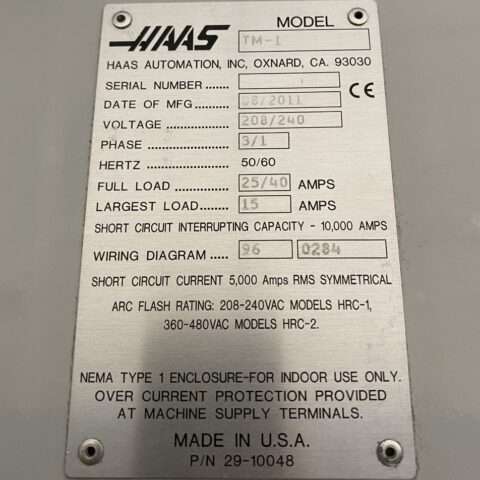 HAAS
MODEL
TM-1
HAAS AUTOMATION, INC, OXNARD, CA. 93030
SERIAL NUMBER ............
DATE OF MFG ............ 08/2011 CE
VOLTAGE .................. 208/240
PHASE ...................... 3/1
HERTZ ...................... 50/60
FULL LOAD ............ 25/40 AMPS
LARGEST LOAD....... 15 AMPS
SHORT CIRCUIT INTERRUPTING CAPACITY - 10,000 AMPS
WIRING DIAGRAM ..... 96 0284
SHORT CIRCUIT CURRENT 5,000 Amps RMS SYMMETRICAL
ARC FLASH RATING: 208-240VAC MODELS HRC-1,
360-480VAC MODELS HRC-2.
NEMA TYPE 1 ENCLOSURE-FOR INDOOR USE ONLY.
OVER CURRENT PROTECTION PROVIDED
AT MACHINE SUPPLY TERMINALS.
MADE IN U.S.A.
P/N 29-10048